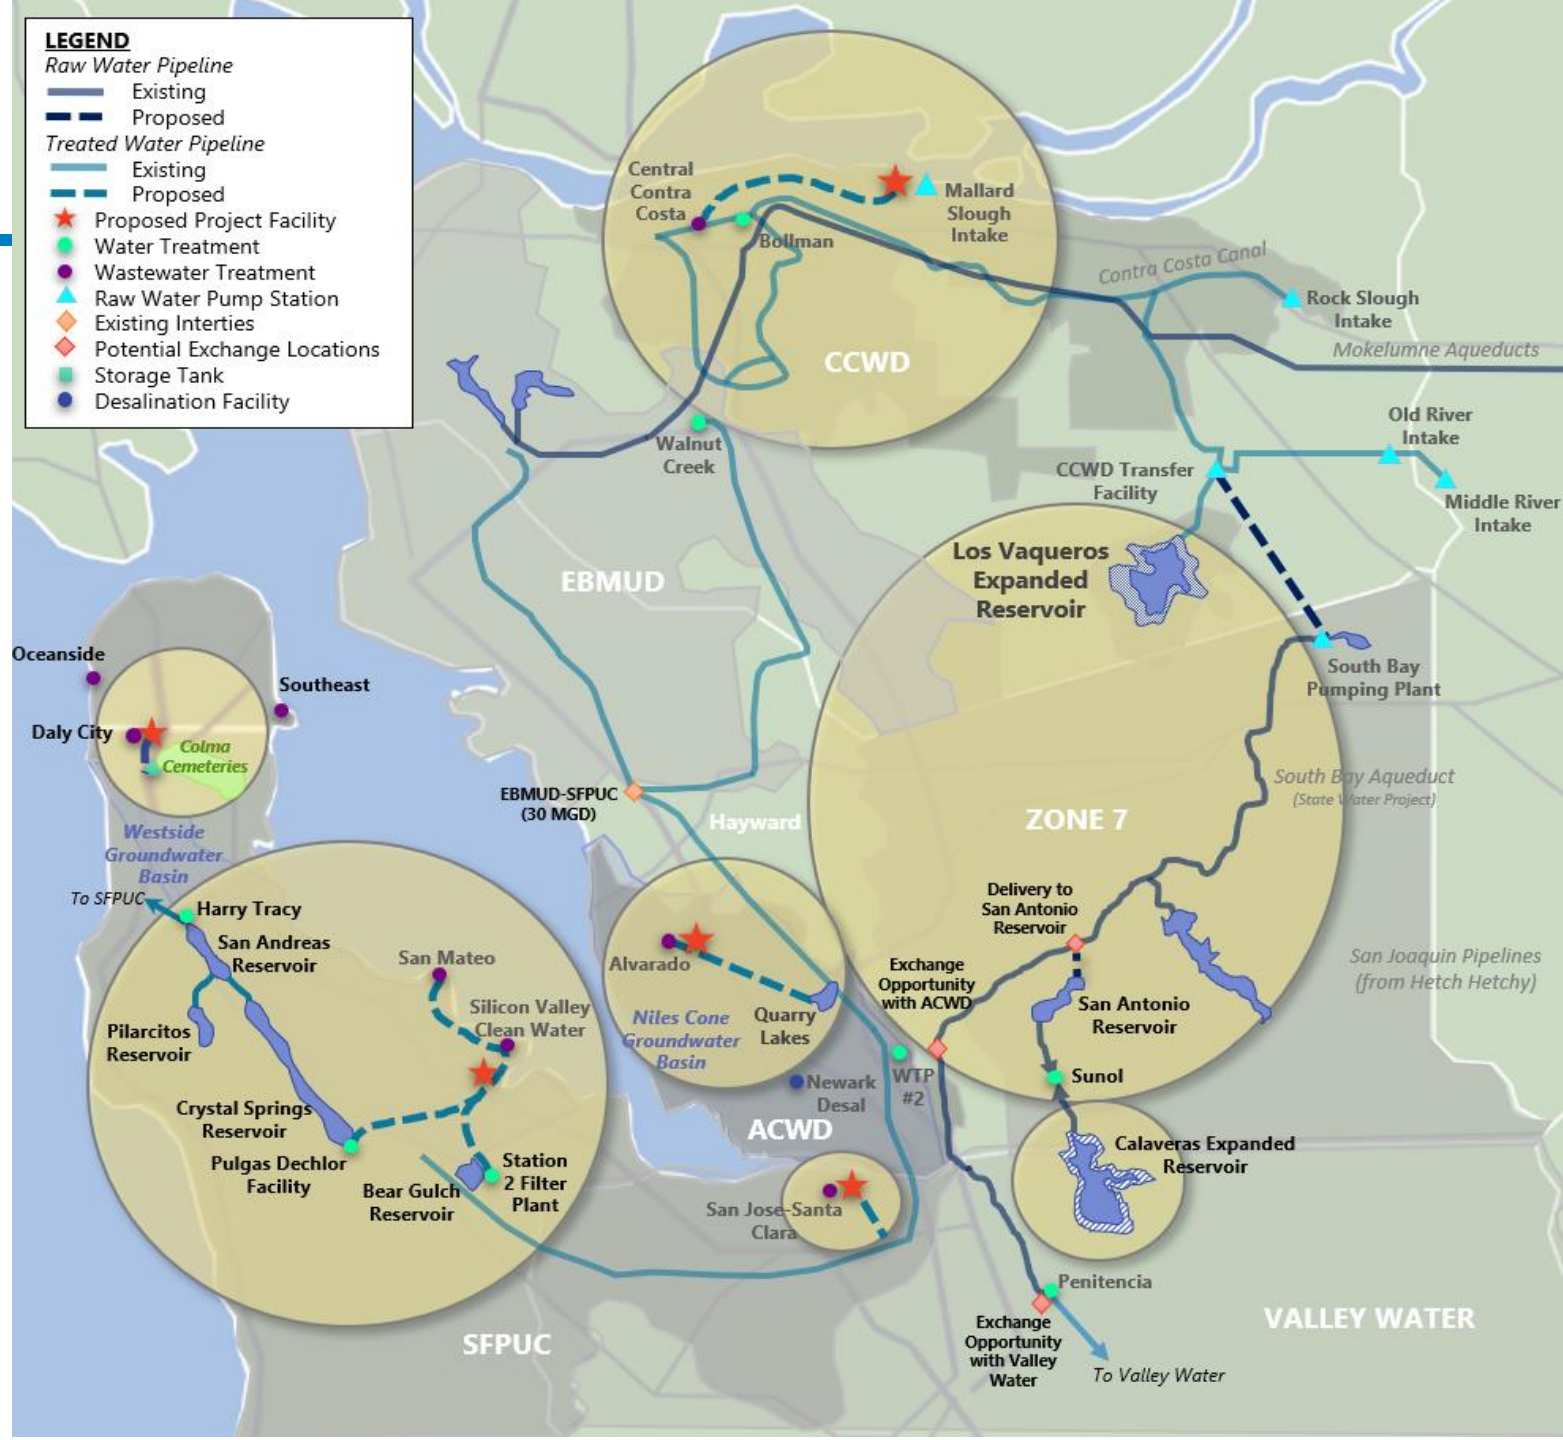 LEGEND
Raw Water Pipeline
Existing
Proposed
Treated Water Pipeline
Existing
Proposed
Proposed Project Facility
Water Treatment
Wastewater Treatment
Raw Water Pump Station
Existing Interties
Potential Exchange Locations
Storage Tank
Desalination Facility
Central
Contra
Costa
Bollman
Mallard
Slough
Intake
CCWD
Contra Costa Canal
Rock Slough
Intake
Mokelumne Aqueducts
Walnut
Creek
Old River
Intake
CCWD Transfer
Facility
Middle River
Intake
Los Vaqueros
Expanded
Reservoir
EBMUD
South Bay
Pumping Plant
Oceanside
Southeast
Daly City
Colma
Cemeteries
EBMUD-SFPUC
(30 MGD)
Hayward
ZONE 7
South Bay Aqueduct
(State Water Project)
Westside
Groundwater
Basin
To SFPUC
Harry Tracy
San Andreas
Reservoir
Pilarcitos
Reservoir
San Mateo
Silicon Valley
Clean Water
Crystal Springs
Reservoir
Pulgas Dechlor
Facility
Bear Gulch
Reservoir
Station
2 Filter
Plant
Alvarado
Niles Cone
Groundwater
Basin
Quarry
Lakes
Newark
Desal
ACWD
WTP
#2
Delivery to
San Antonio
Reservoir
Exchange
Opportunity
with ACWD
San Antonio
Reservoir
San Joaquin Pipelines
(from Hetch Hetchy)
Sunol
Calaveras Expanded
Reservoir
San Jose-Santa
Clara
Penitencia
Exchange
Opportunity
with Valley
Water
To Valley Water
SFPUC
VALLEY WATER